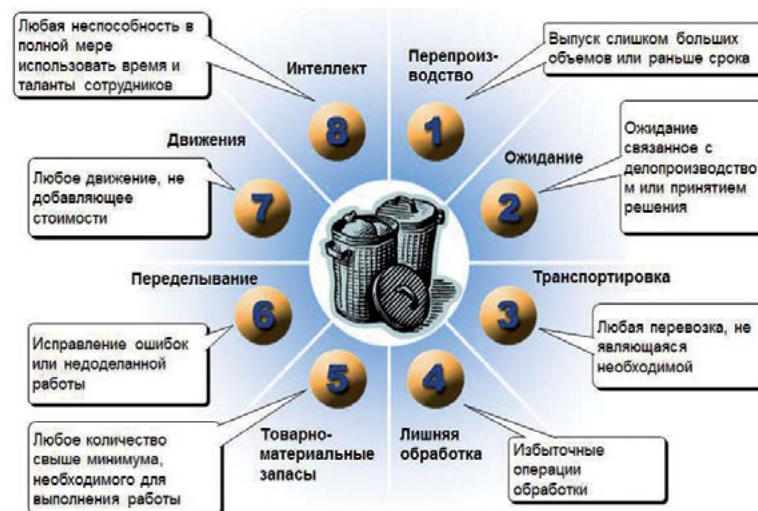 Перепроиз-
водство
1
Выпуск слишком больших
объемов или раньше срока
Ожидание
2
Ожидание
связанное с
делопроизводство
м или принятием
решения
Транспортировка
3
Любая перевозка, не
являющаяся
необходимой
4
Лишняя
обработка
Избыточные
операции
обработки
5
Товарно-
материальные
запасы
Любое количество
свыше минимума,
необходимого для
выполнения работы
Переделывание
6
Исправление ошибок
или недоделанной
работы
Движения
7
Любое движение, не
добавляющее
стоимости
Интеллект
8
Любая неспособность в
полной мере
использовать время и
таланты сотрудников